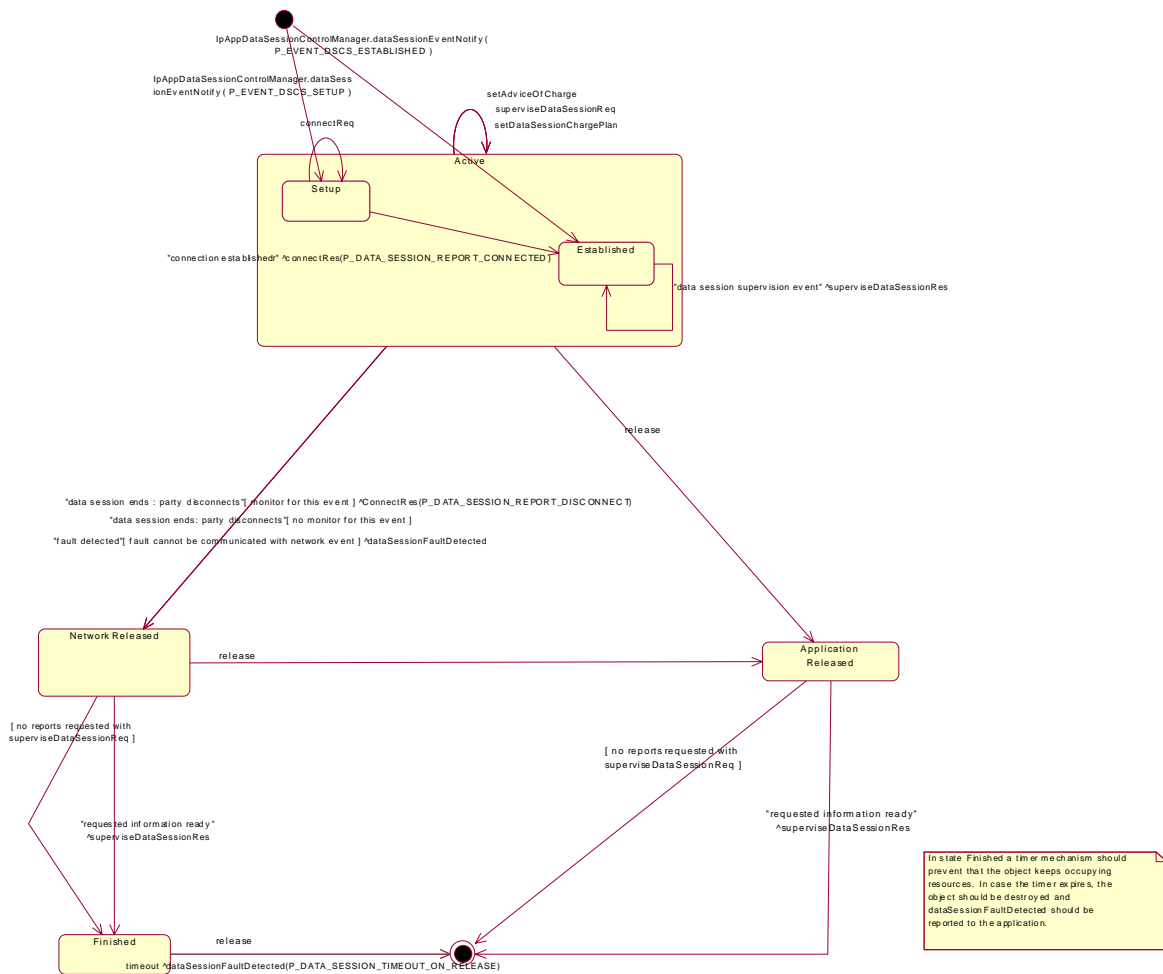 IpAppDataSessionControlManager.dataSessionEventNotify(
P_EVENT_DSCS_ESTABLISHED )
IpAppDataSessionControlManager.dataSess
ionEventNotify( P_EVENT_DSCS_SETUP )
setAdviceOfCharge
superviseDataSessionReq
setDataSessionChargePlan
connectReq
Active
Setup
Established
"connection establishedr" ^connectRes(P_DATA_SESSION_REPORT_CONNECTED)
"data session supervision event" ^superviseDataSessionRes
release
"data session ends : party disconnects"[ monitor for this event ] ^ConnectRes(P_DATA_SESSION_REPORT_DISCONNECT)
"data session ends: party disconnects"[ no monitor for this event ]
"fault detected"[ fault cannot be communicated with network event ] ^dataSessionFaultDetected
Network Released
release
Application
Released
[ no reports requested with
superviseDataSessionReq ]
[ no reports requested with
superviseDataSessionReq ]
"requested information ready"
^superviseDataSessionRes
"requested information ready"
^superviseDataSessionRes
In state Finished a timer mechanism should
prevent that the object keeps occupying
resources. In case the timer expires, the
object should be destroyed and
dataSessionFaultDetected should be
reported to the application.
Finished
release
timeout ^dataSessionFaultDetected(P_DATA_SESSION_TIMEOUT_ON_RELEASE)